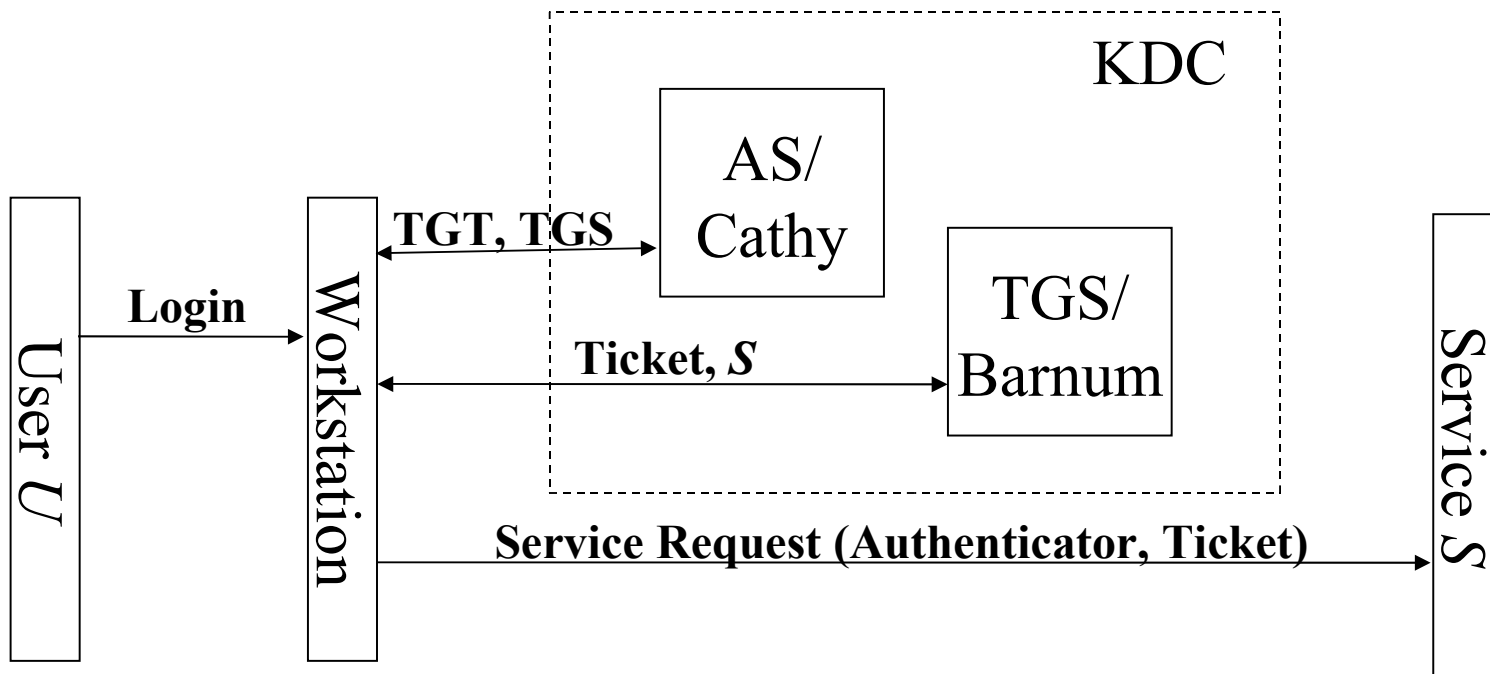 KDC
AS/
Cathy
TGT, TGS
TGS/
Barnum
Login
Ticket, S
User U
Workstation
Service Request (Authenticator, Ticket)
Service S